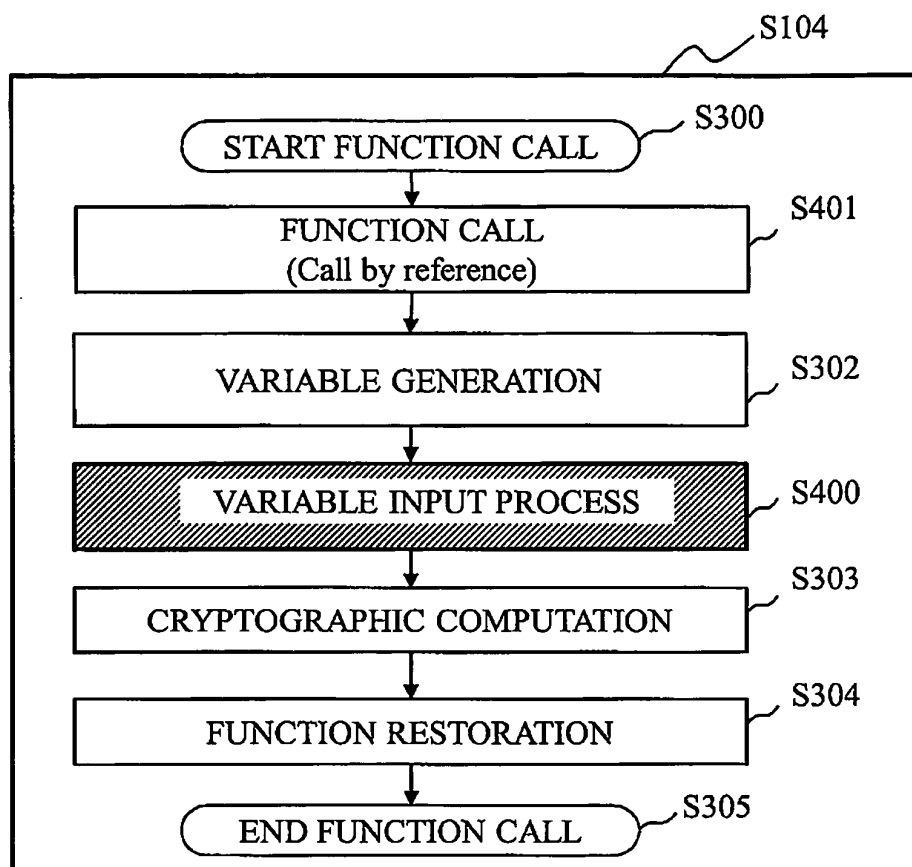 S104
START FUNCTION CALL
S300
FUNCTION CALL
(Call by reference)
S401
VARIABLE GENERATION
S302
VARIABLE INPUT PROCESS
S400
CRYPTOGRAPHIC COMPUTATION
S303
FUNCTION RESTORATION
S304
END FUNCTION CALL
S305